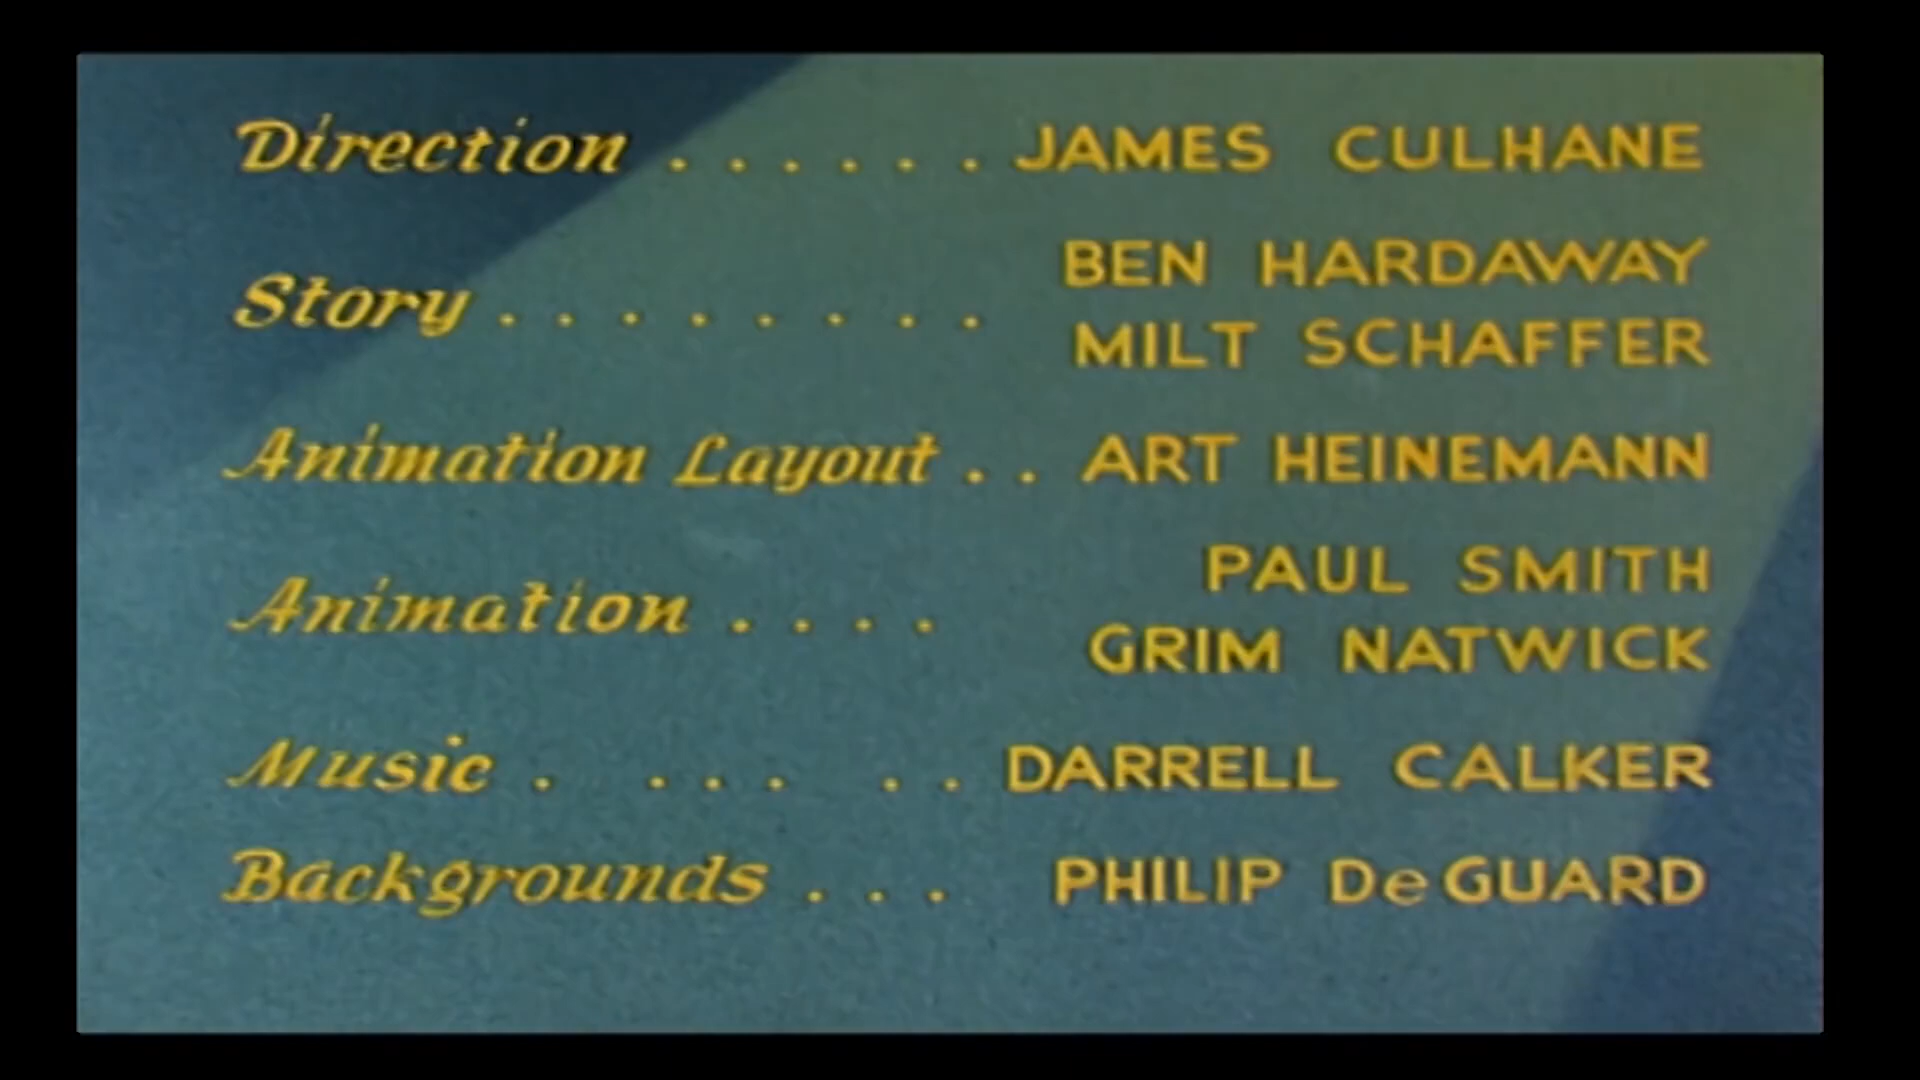 Direction . . . . . . JAMES CULHANE
Story . . . . . . . . BEN HARDAWAY
MILT SCHAFFER
Animation Layout . . ART HEINEMANN
Animation . . . . PAUL SMITH
GRIM NATWICK
Music . . . . . . DARRELL CALKER
Backgrounds . . . PHILIP DeGUARD